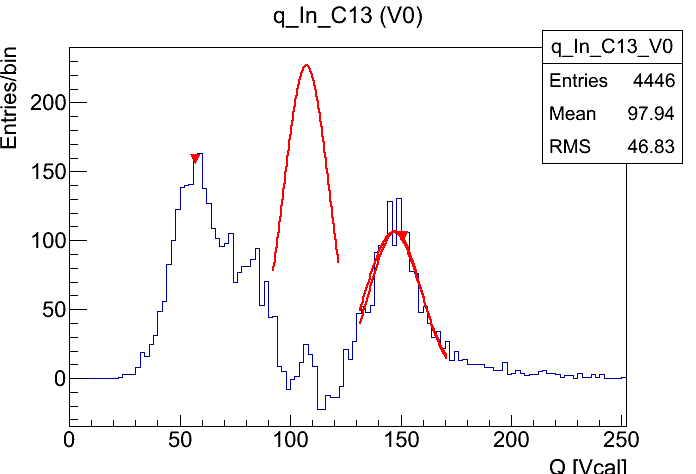 q_In_C13 (V0)
q_In_C13_V0
Entries 4446
Mean 97.94
RMS 46.83
Entries/bin
200
150
100
50
0
0 50 100 150 200 250
Q [Vcal]